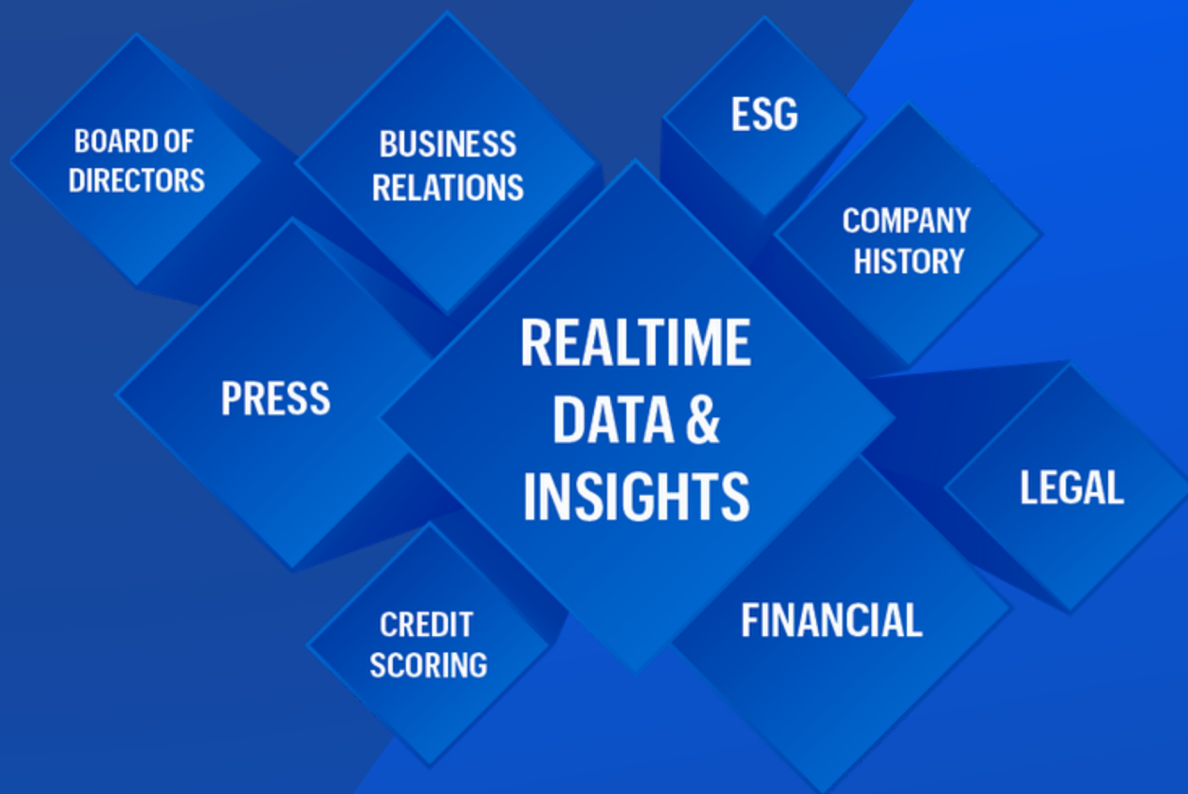 BOARD OF
DIRECTORS
BUSINESS
RELATIONS
ESG
COMPANY
HISTORY
PRESS
REALTIME
DATA &
INSIGHTS
LEGAL
CREDIT
SCORING
FINANCIAL